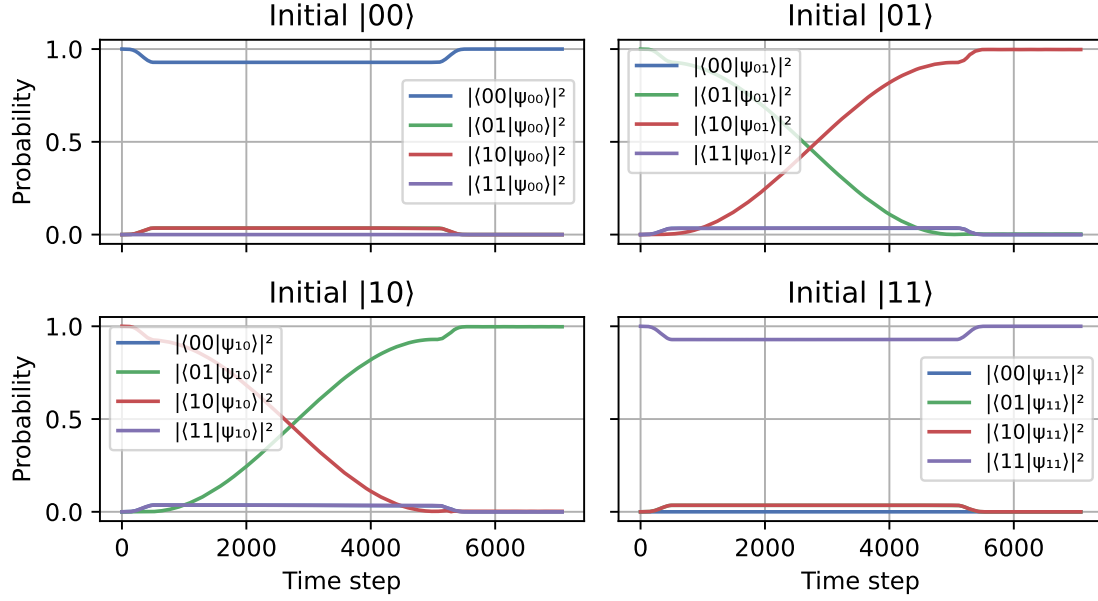 Initial |00⟩
Initial |01⟩
Probability
1.0
0.5
0.0
|⟨00|ψ₀₀⟩|²
|⟨01|ψ₀₀⟩|²
|⟨10|ψ₀₀⟩|²
|⟨11|ψ₀₀⟩|²
|⟨00|ψ₀₁⟩|²
|⟨01|ψ₀₁⟩|²
|⟨10|ψ₀₁⟩|²
|⟨11|ψ₀₁⟩|²
Initial |10⟩
Initial |11⟩
Probability
1.0
0.5
0.0
|⟨00|ψ₁₀⟩|²
|⟨01|ψ₁₀⟩|²
|⟨10|ψ₁₀⟩|²
|⟨11|ψ₁₀⟩|²
|⟨00|ψ₁₁⟩|²
|⟨01|ψ₁₁⟩|²
|⟨10|ψ₁₁⟩|²
|⟨11|ψ₁₁⟩|²
0 2000 4000 6000
0 2000 4000 6000
Time step
Time step